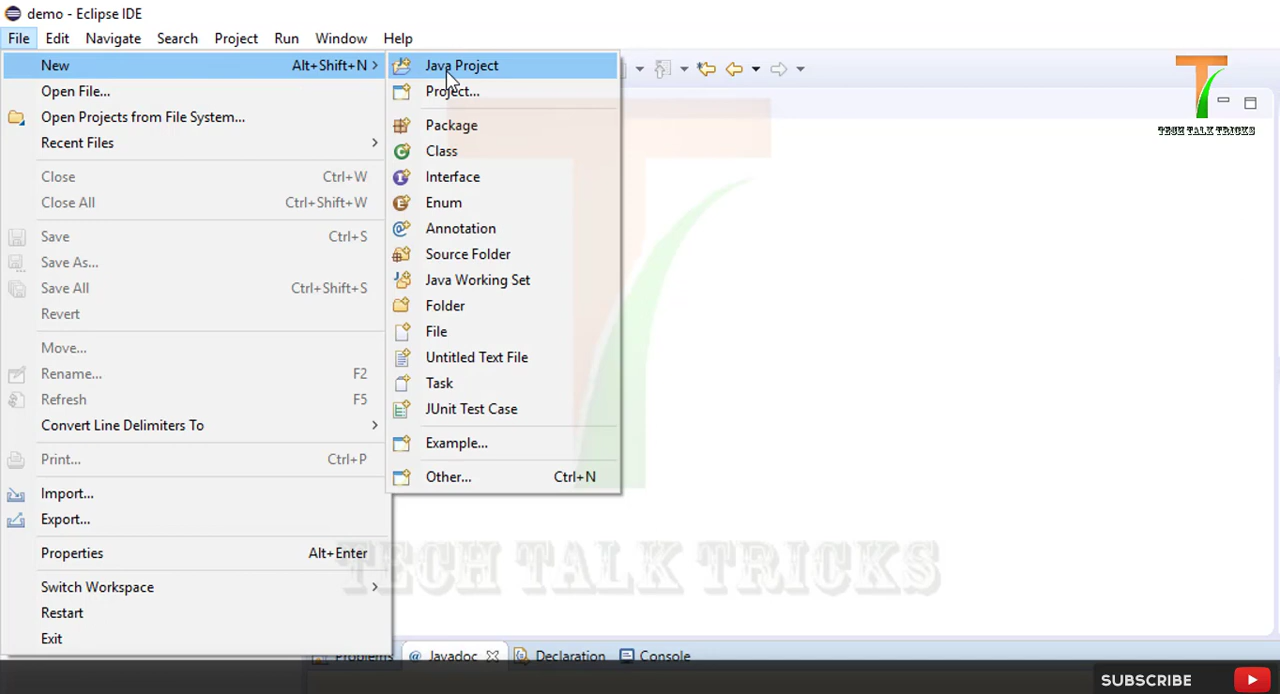 demo - Eclipse IDE
File Edit Navigate Search Project Run Window Help
New Alt+Shift+N
Open File...
Open Projects from File System...
Recent Files
Close Ctrl+W
Close All Ctrl+Shift+W
Save Ctrl+S
Save As...
Save All Ctrl+Shift+S
Revert
Move...
Rename... F2
Refresh F5
Convert Line Delimiters To
Print... Ctrl+P
Import...
Export...
Properties Alt+Enter
Switch Workspace
Restart
Exit
Java Project
Project...
Package
Class
Interface
Enum
Annotation
Source Folder
Java Working Set
Folder
File
Untitled Text File
Task
JUnit Test Case
Example...
Other... Ctrl+N
TECH TALK TRICKS
TECH TALK TRICKS
Problems @ Javadoc Declaration Console
SUBSCRIBE